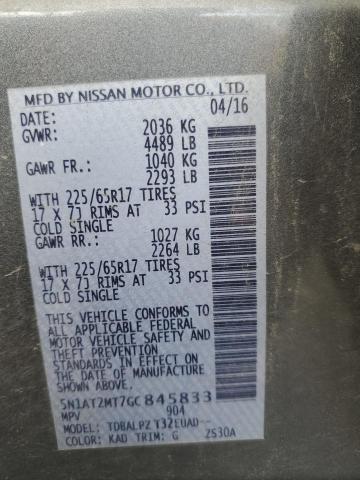 MFD BY NISSAN MOTOR CO., LTD.
DATE: 04/16
GVWR: 2036 KG
4489 LB
GAWR FR.: 1040 KG
2293 LB
WITH 225/65R17 TIRES
17 X 7J RIMS AT 33 PSI
COLD SINGLE
GAWR RR.: 1027 KG
2264 LB
WITH 225/65R17 TIRES
17 X 7J RIMS AT 33 PSI
COLD SINGLE
THIS VEHICLE CONFORMS TO
ALL APPLICABLE FEDERAL
MOTOR VEHICLE SAFETY AND
THEFT PREVENTION
STANDARDS IN EFFECT ON
THE DATE OF MANUFACTURE
SHOWN ABOVE.
5N1AT2MT7GC845833
MPV 904
MODEL: TDBALPZ T32EUAD--
COLOR: KAD TRIM: G ZS30A